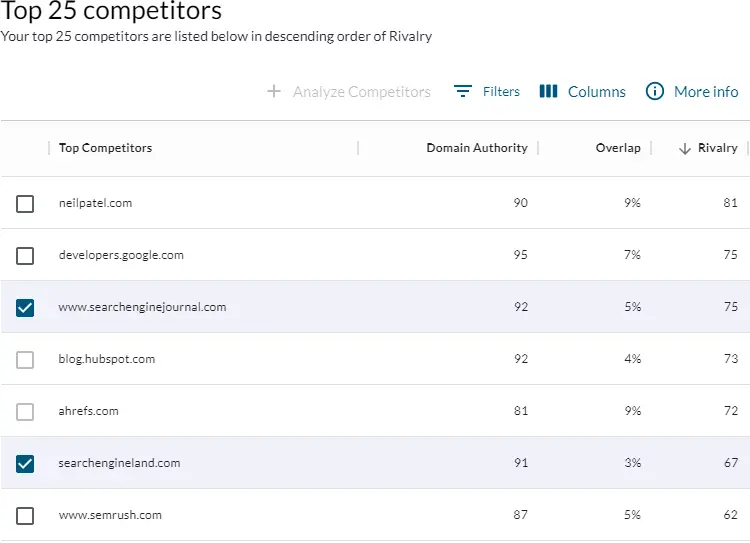 Top 25 competitors
Your top 25 competitors are listed below in descending order of Rivalry
Analyze Competitors Filters Columns More info
Top Competitors Domain Authority Overlap Rivalry
neilpatel.com 90 9% 81
developers.google.com 95 7% 75
www.searchenginejournal.com 92 5% 75
blog.hubspot.com 92 4% 73
ahrefs.com 81 9% 72
searchengineland.com 91 3% 67
www.semrush.com 87 5% 62